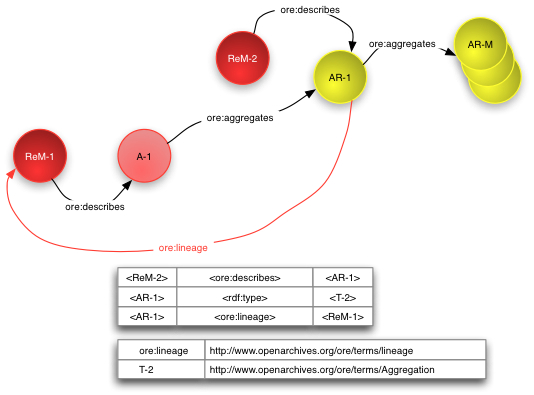 ore:describes
ReM-2
ore:aggregates
AR-M
AR-1
ore:aggregates
ReM-1
A-1
ore:describes
ore:lineage
<ReM-2> <ore:describes> <AR-1>
<AR-1> <rdf:type> <T-2>
<AR-1> <ore:lineage> <ReM-1>
ore:lineage http://www.openarchives.org/ore/terms/lineage
T-2 http://www.openarchives.org/ore/terms/Aggregation